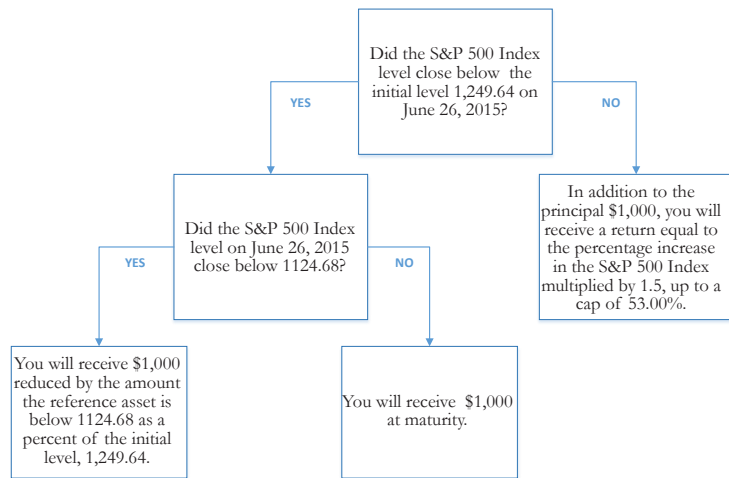 Did the S&P 500 Index
level close below the
initial level 1,249.64 on
June 26, 2015?
YES
NO
Did the S&P 500 Index
level on June 26, 2015
close below 1124.68?
In addition to the
principal $1,000, you will
receive a return equal to
the percentage increase
in the S&P 500 Index
multiplied by 1.5, up to a
cap of 53.00%.
YES
NO
You will receive $1,000
reduced by the amount
the reference asset is
below 1124.68 as a
percent of the initial
level, 1,249.64.
You will receive $1,000
at maturity.